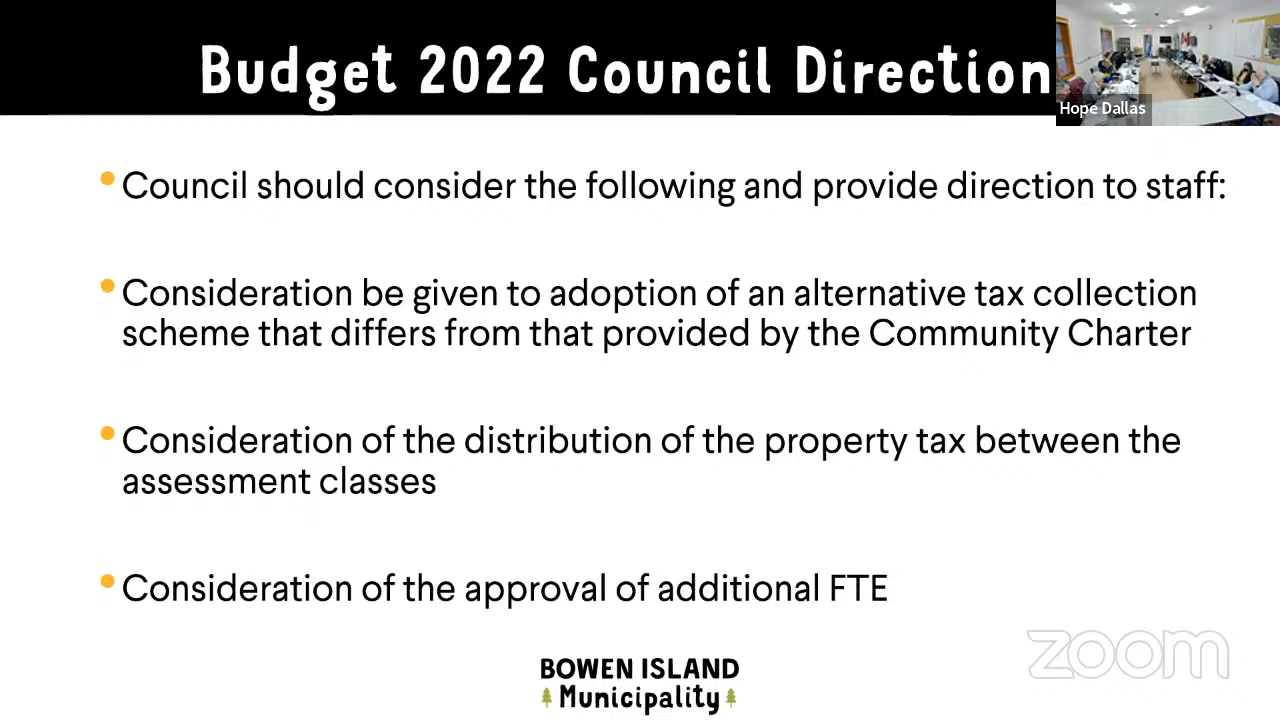 Budget 2022 Council Direction
Hope Dallas
• Council should consider the following and provide direction to staff:
• Consideration be given to adoption of an alternative tax collection
scheme that differs from that provided by the Community Charter
• Consideration of the distribution of the property tax between the
assessment classes
• Consideration of the approval of additional FTE
zoom
BOWEN ISLAND
Municipality